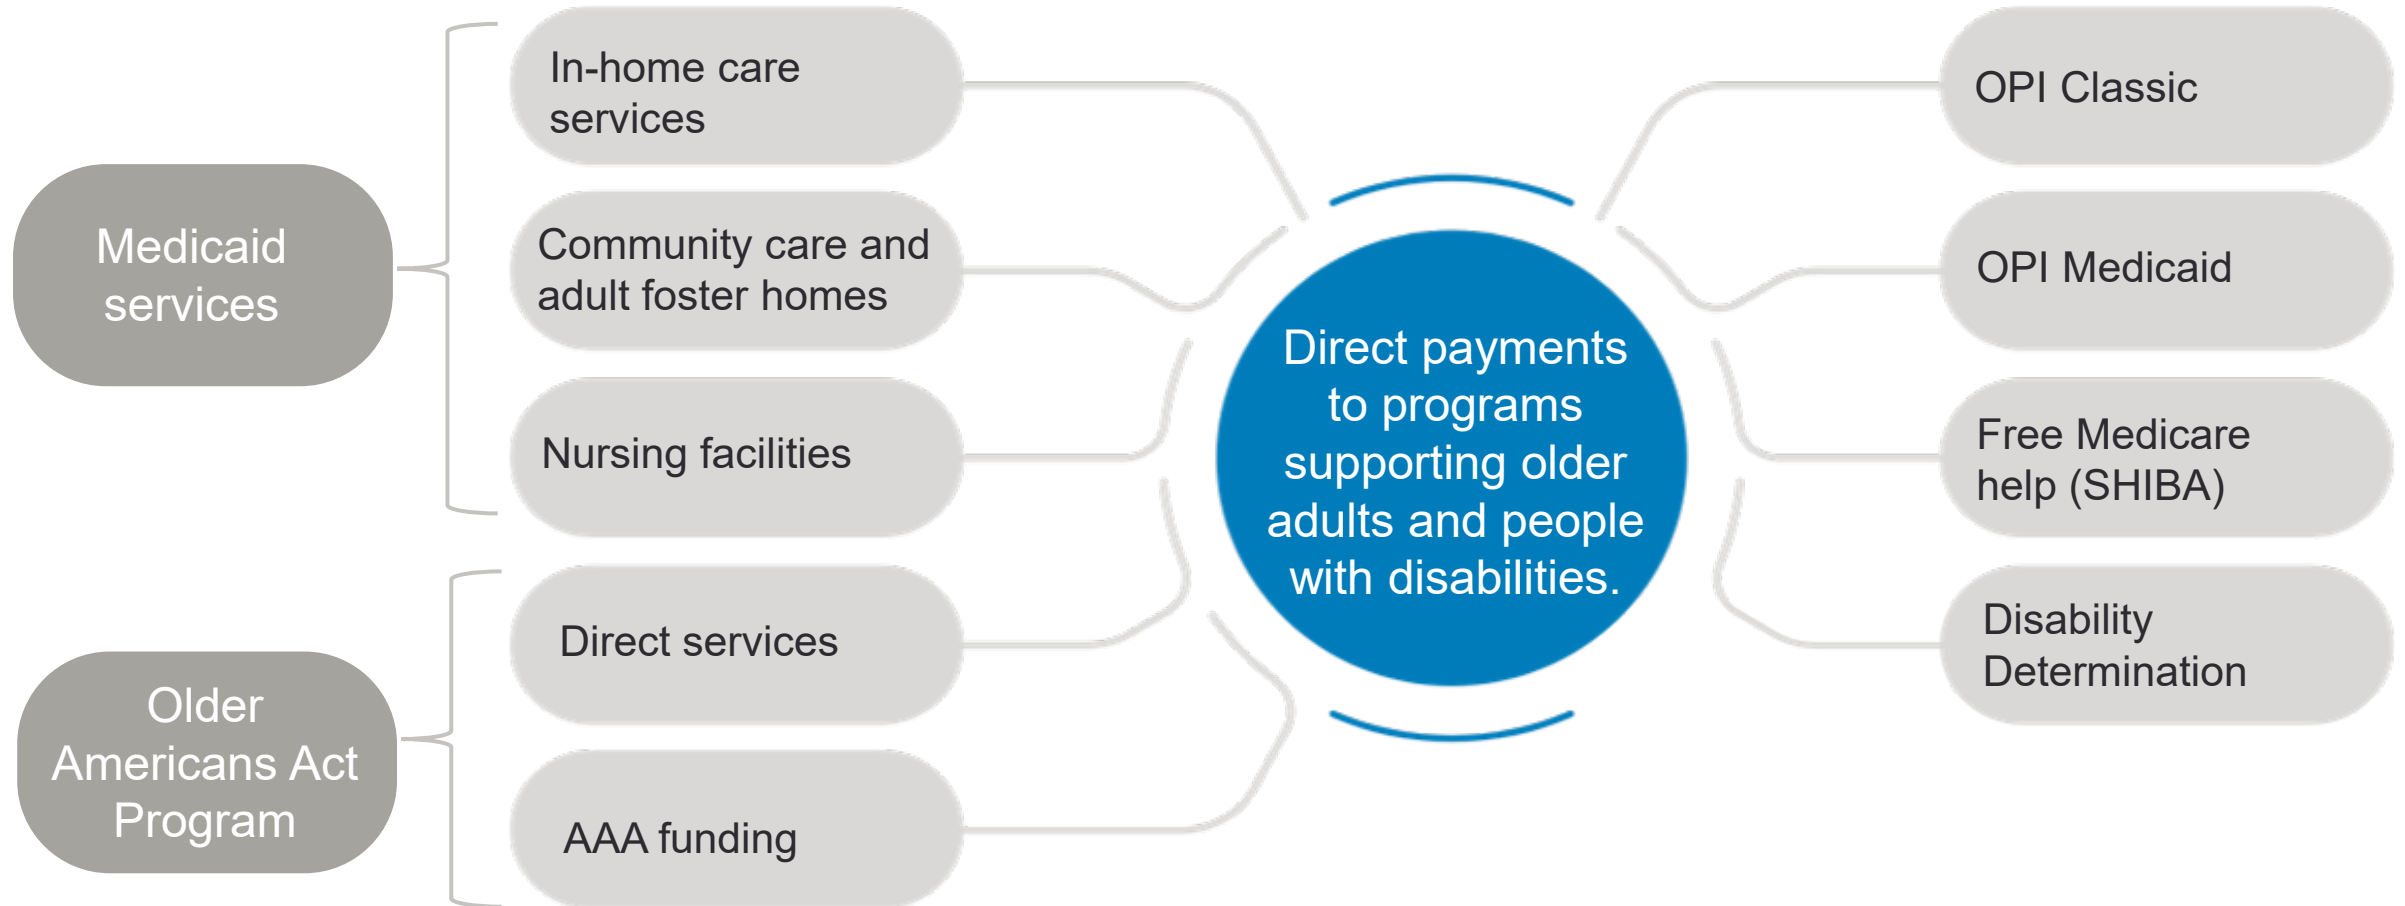 Medicaid
services
In-home care
services
Community care and
adult foster homes
Nursing facilities
Older
Americans Act
Program
Direct services
AAA funding
Direct payments
to programs
supporting older
adults and people
with disabilities.
OPI Classic
OPI Medicaid
Free Medicare
help (SHIBA)
Disability
Determination